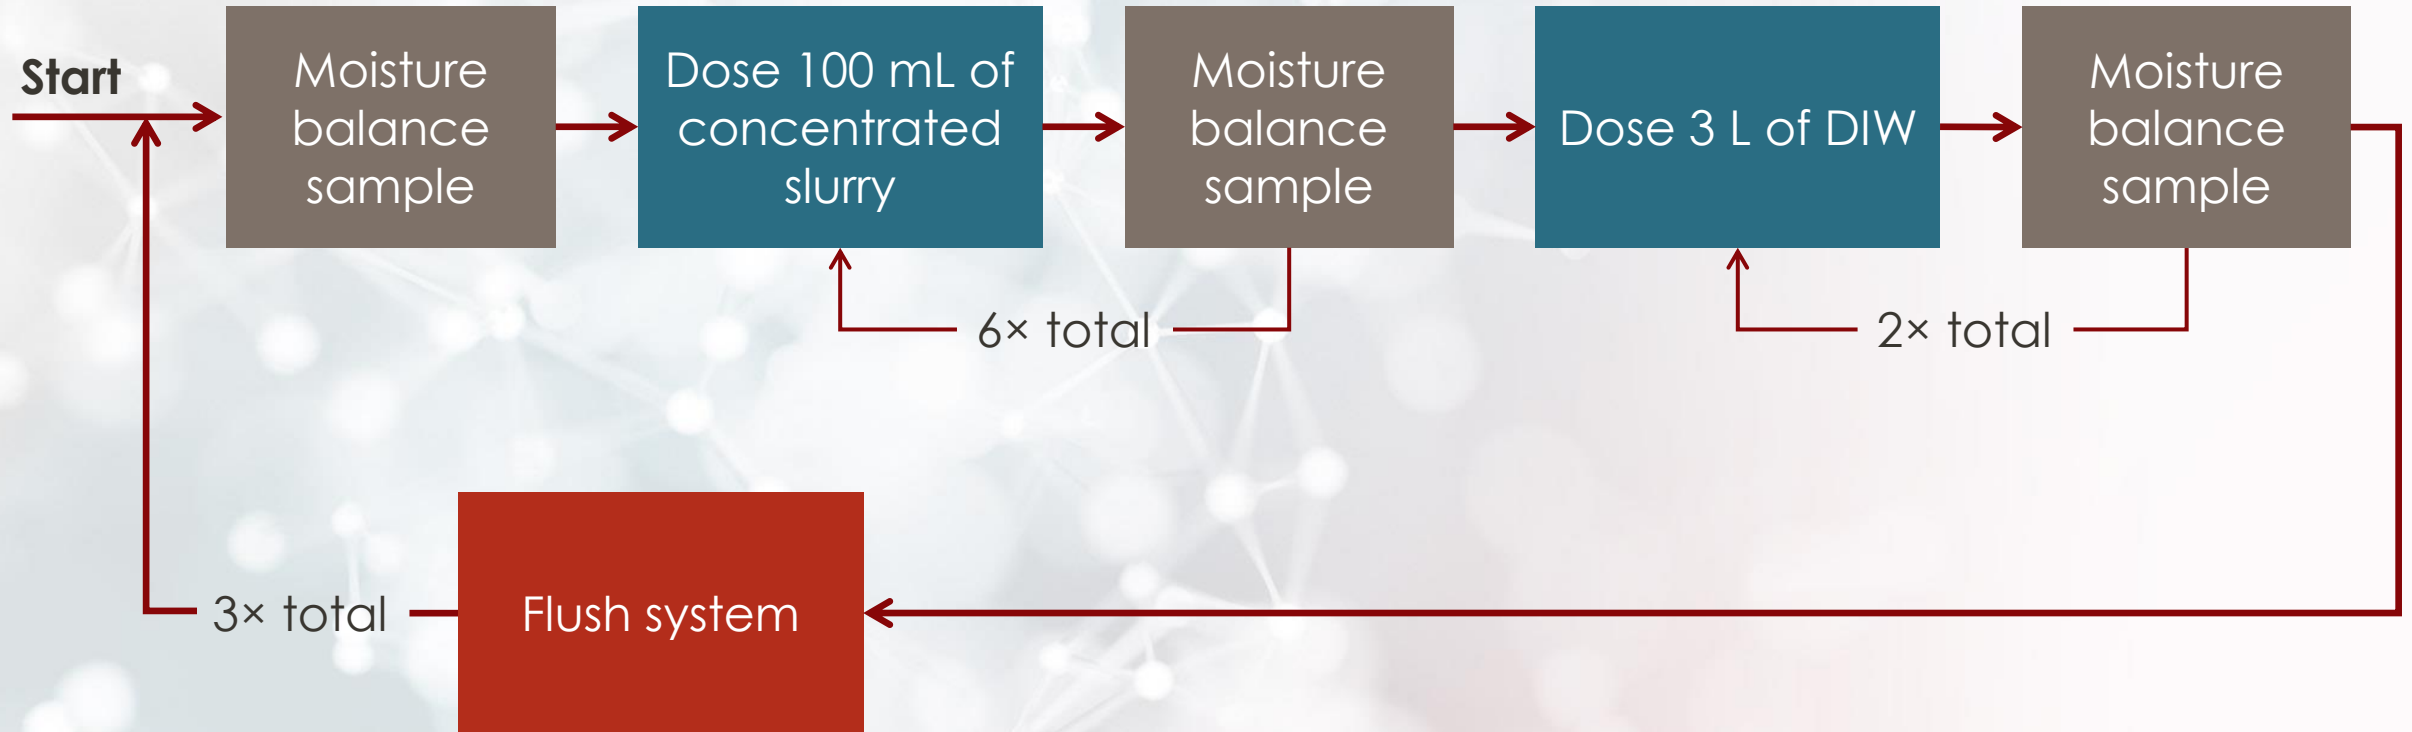 Start
Moisture
balance
sample
Dose 100 mL of
concentrated
slurry
Moisture
balance
sample
Dose 3 L of DIW
Moisture
balance
sample
6× total
2× total
3× total
Flush system